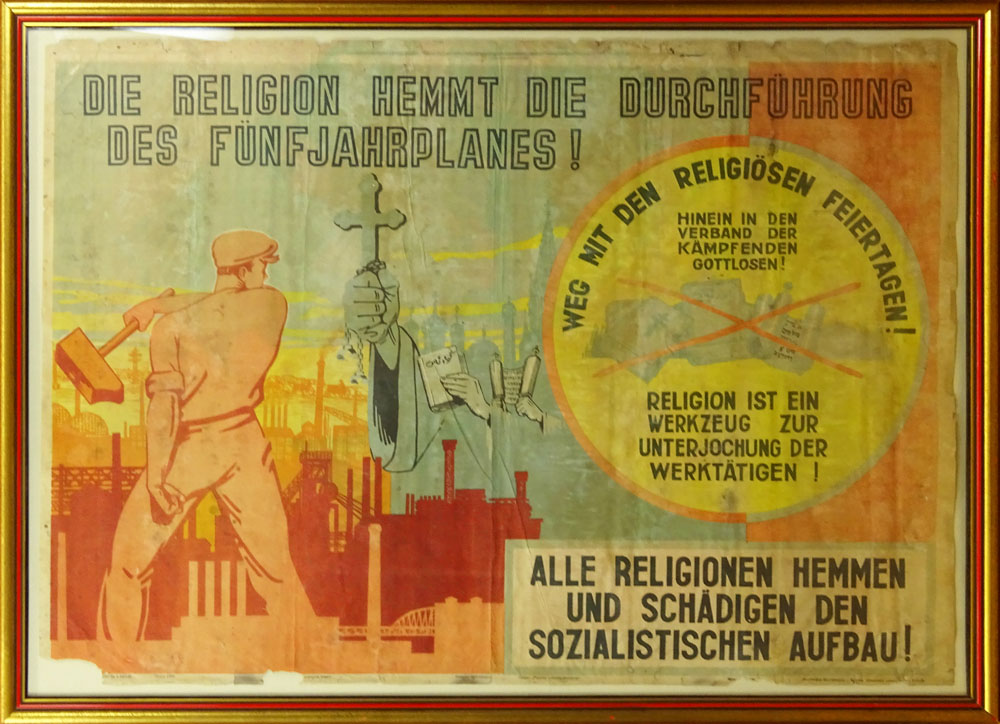 DIE RELIGION HEMMT DIE DURCHFÜHRUNG
DES FÜNFJAHRPLANES!
WEG MIT DEN RELIGIÖSEN FEIERTAGEN!
HINEIN IN DEN
VERBAND DER
KÄMPFENDEN
GOTTLOSEN!
RELIGION IST EIN
WERKZEUG ZUR
UNTERJOCHUNG DER
WERKTÄTIGEN!
ALLE RELIGIONEN HEMMEN
UND SCHÄDIGEN DEN
SOZIALISTISCHEN AUFBAU!